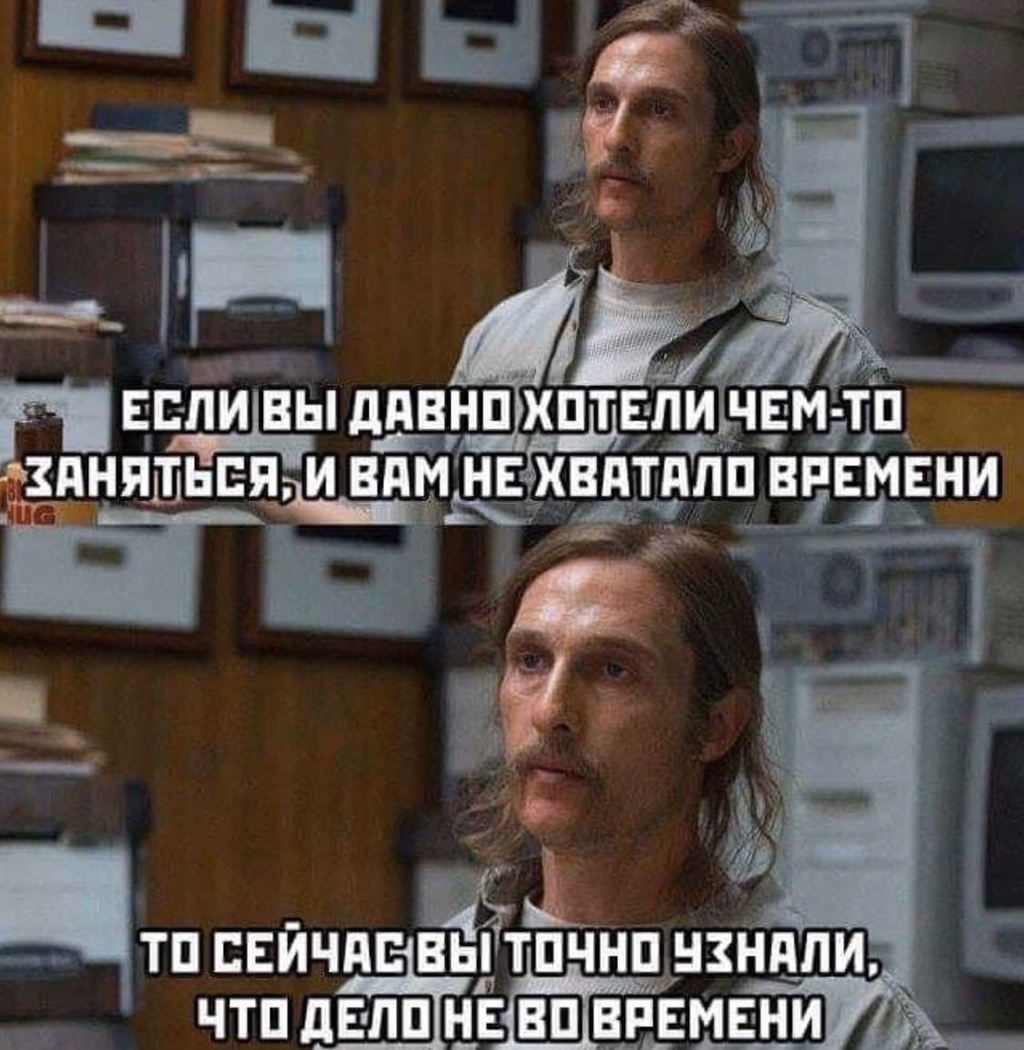 ЕСЛИ ВЫ ДАВНО ХОТЕЛИ ЧЕМ-ТО
ЗАНЯТЬСЯ, И ВАМ НЕ ХВАТАЛО ВРЕМЕНИ
UG
ТО СЕЙЧАС ВЫ ТОЧНО УЗНАЛИ,
ЧТО ДЕЛО НЕ ВО ВРЕМЕНИ